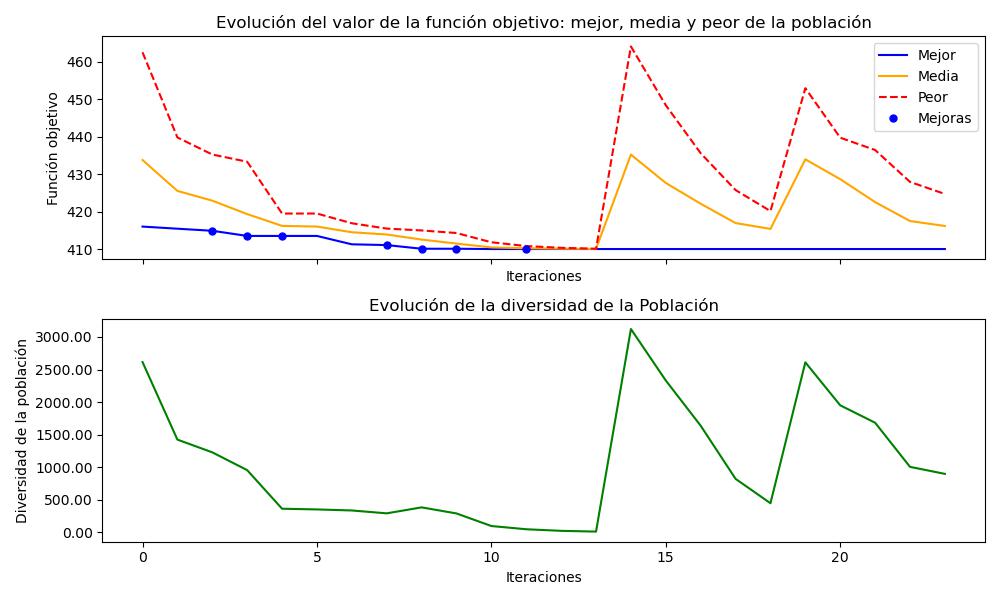 Evolución del valor de la función objetivo: mejor, media y peor de la población
Función objetivo
460
450
440
430
420
410
Mejor
Media
Peor
Mejoras
Iteraciones
Evolución de la diversidad de la Población
Diversidad de la población
3000.00
2500.00
2000.00
1500.00
1000.00
500.00
0.00
0 5 10 15 20
Iteraciones